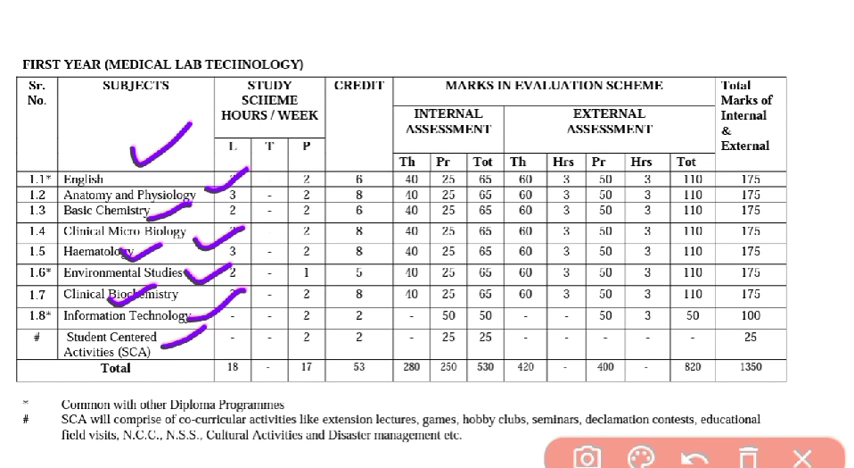 FIRST YEAR (MEDICAL LAB TECHNOLOGY)
Sr. No. SUBJECTS STUDY SCHEME HOURS / WEEK CREDIT MARKS IN EVALUATION SCHEME Total Marks of Internal & External
INTERNAL ASSESSMENT EXTERNAL ASSESSMENT
L T P
Th Pr Tot Th Hrs Pr Hrs Tot
1.1* English 2 6 40 25 65 60 3 50 3 110 175
1.2 Anatomy and Physiology 3 - 2 8 40 25 65 60 3 50 3 110 175
1.3 Basic Chemistry 2 - 2 6 40 25 65 60 3 50 3 110 175
1.4 Clinical Micro Biology - 2 8 40 25 65 60 3 50 3 110 175
1.5 Haematology 3 - 2 8 40 25 65 60 3 50 3 110 175
1.6* Environmental Studies 2 - 1 5 40 25 65 60 3 50 3 110 175
1.7 Clinical Biochemistry - 2 8 40 25 65 60 3 50 3 110 175
1.8* Information Technology - - 2 2 - 50 50 - - 50 3 50 100
# Student Centered Activities (SCA) - - 2 2 - 25 25 - - - - - 25
Total 18 - 17 53 280 250 530 420 - 400 - 820 1350
* Common with other Diploma Programmes
# SCA will comprise of co-curricular activities like extension lectures, games, hobby clubs, seminars, declamation contests, educational
field visits, N.C.C., N.S.S., Cultural Activities and Disaster management etc.